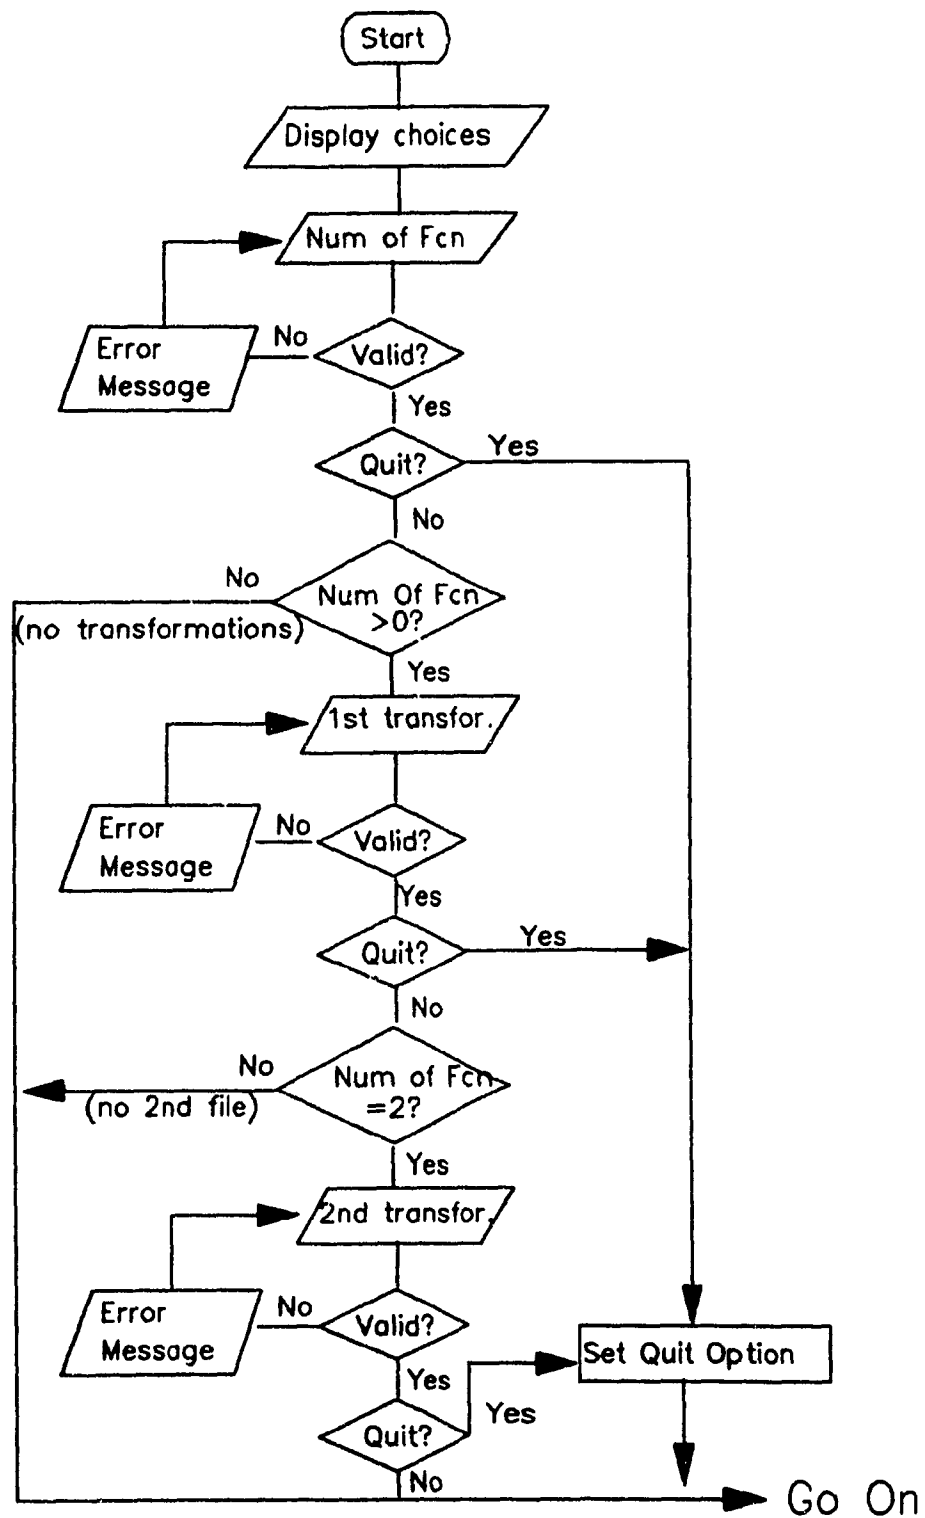 Start
Display choices
Num of Fcn
No
Error
Message
Valid?
Yes
Quit?
Yes
No
No
Num Of Fcn
>0?
(no transformations)
Yes
1st transfor.
No
Error
Message
Valid?
Yes
Quit?
Yes
No
No
Num of Fcn
=2?
(no 2nd file)
Yes
2nd transfor.
No
Error
Message
Valid?
Set Quit Option
Yes
Quit?
Yes
No
Go On